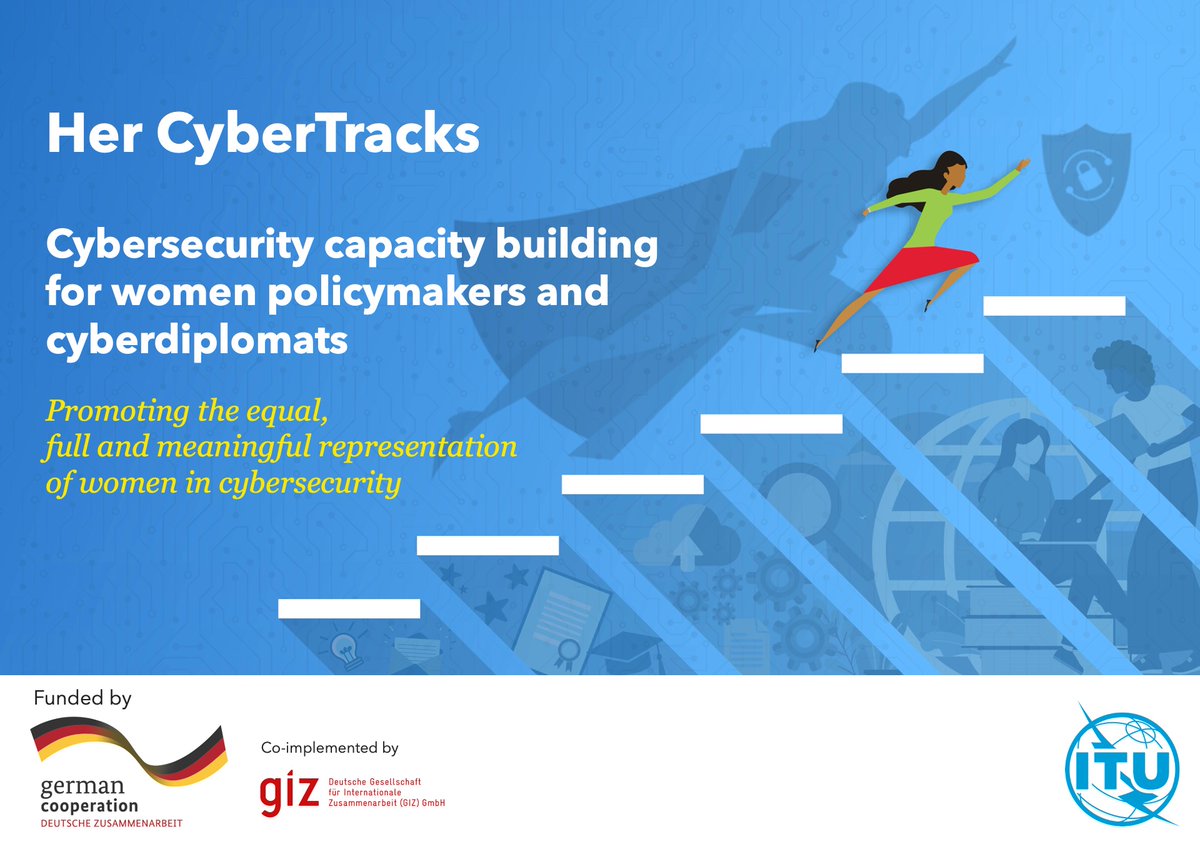 Her CyberTracks
Cybersecurity capacity building
for women policymakers and
cyberdiplomats
Promoting the equal,
full and meaningful representation
of women in cybersecurity
Funded by
german
cooperation
DEUTSCHE ZUSAMMENARBEIT
Co-implemented by
giz
Deutsche Gesellschaft
für Internationale
Zusammenarbeit (GIZ) GmbH
ITU